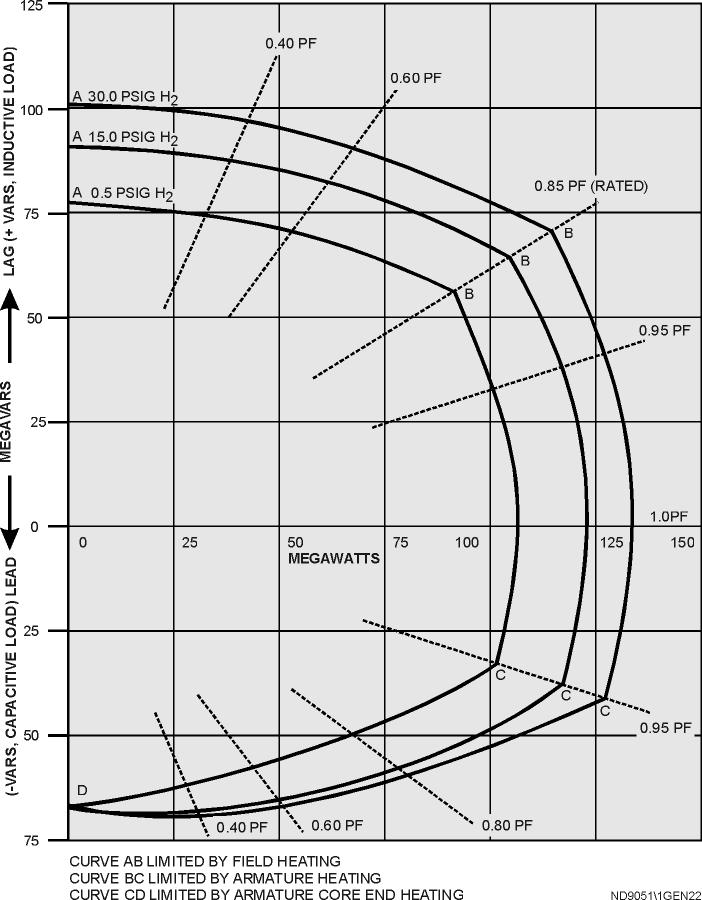 125
0.40 PF
0.60 PF
A 30.0 PSIG H2
100
A 15.0 PSIG H2
0.85 PF (RATED)
A 0.5 PSIG H2
75
B
B
B
50
0.95 PF
25
LAG (+ VARS, INDUCTIVE LOAD)
MEGAVARS
(-VARS, CAPACITIVE LOAD) LEAD
1.0PF
0
0 25 50 75 100 125 150
MEGAWATTS
25
C
C
C
0.95 PF
50
D
0.40 PF 0.60 PF 0.80 PF
75
CURVE AB LIMITED BY FIELD HEATING
CURVE BC LIMITED BY ARMATURE HEATING
CURVE CD LIMITED BY ARMATURE CORE END HEATING
ND9051\1GEN22